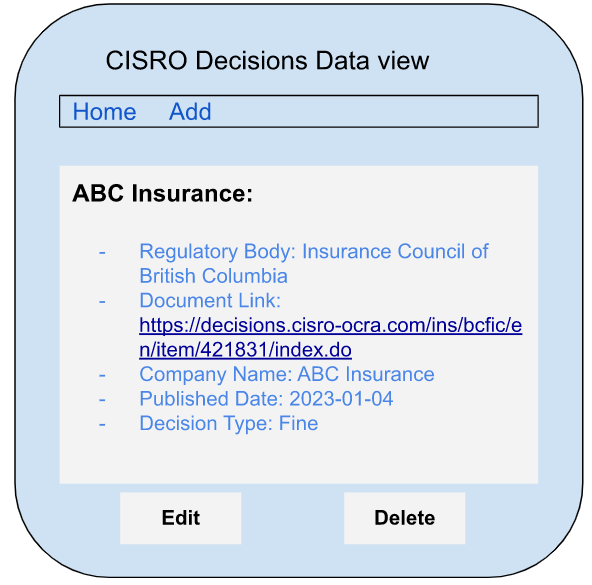 CISRO Decisions Data view
Home Add
ABC Insurance:
- Regulatory Body: Insurance Council of
British Columbia
- Document Link:
https://decisions.cisro-ocra.com/ins/bcfic/e
n/item/421831/index.do
- Company Name: ABC Insurance
- Published Date: 2023-01-04
- Decision Type: Fine
Edit Delete